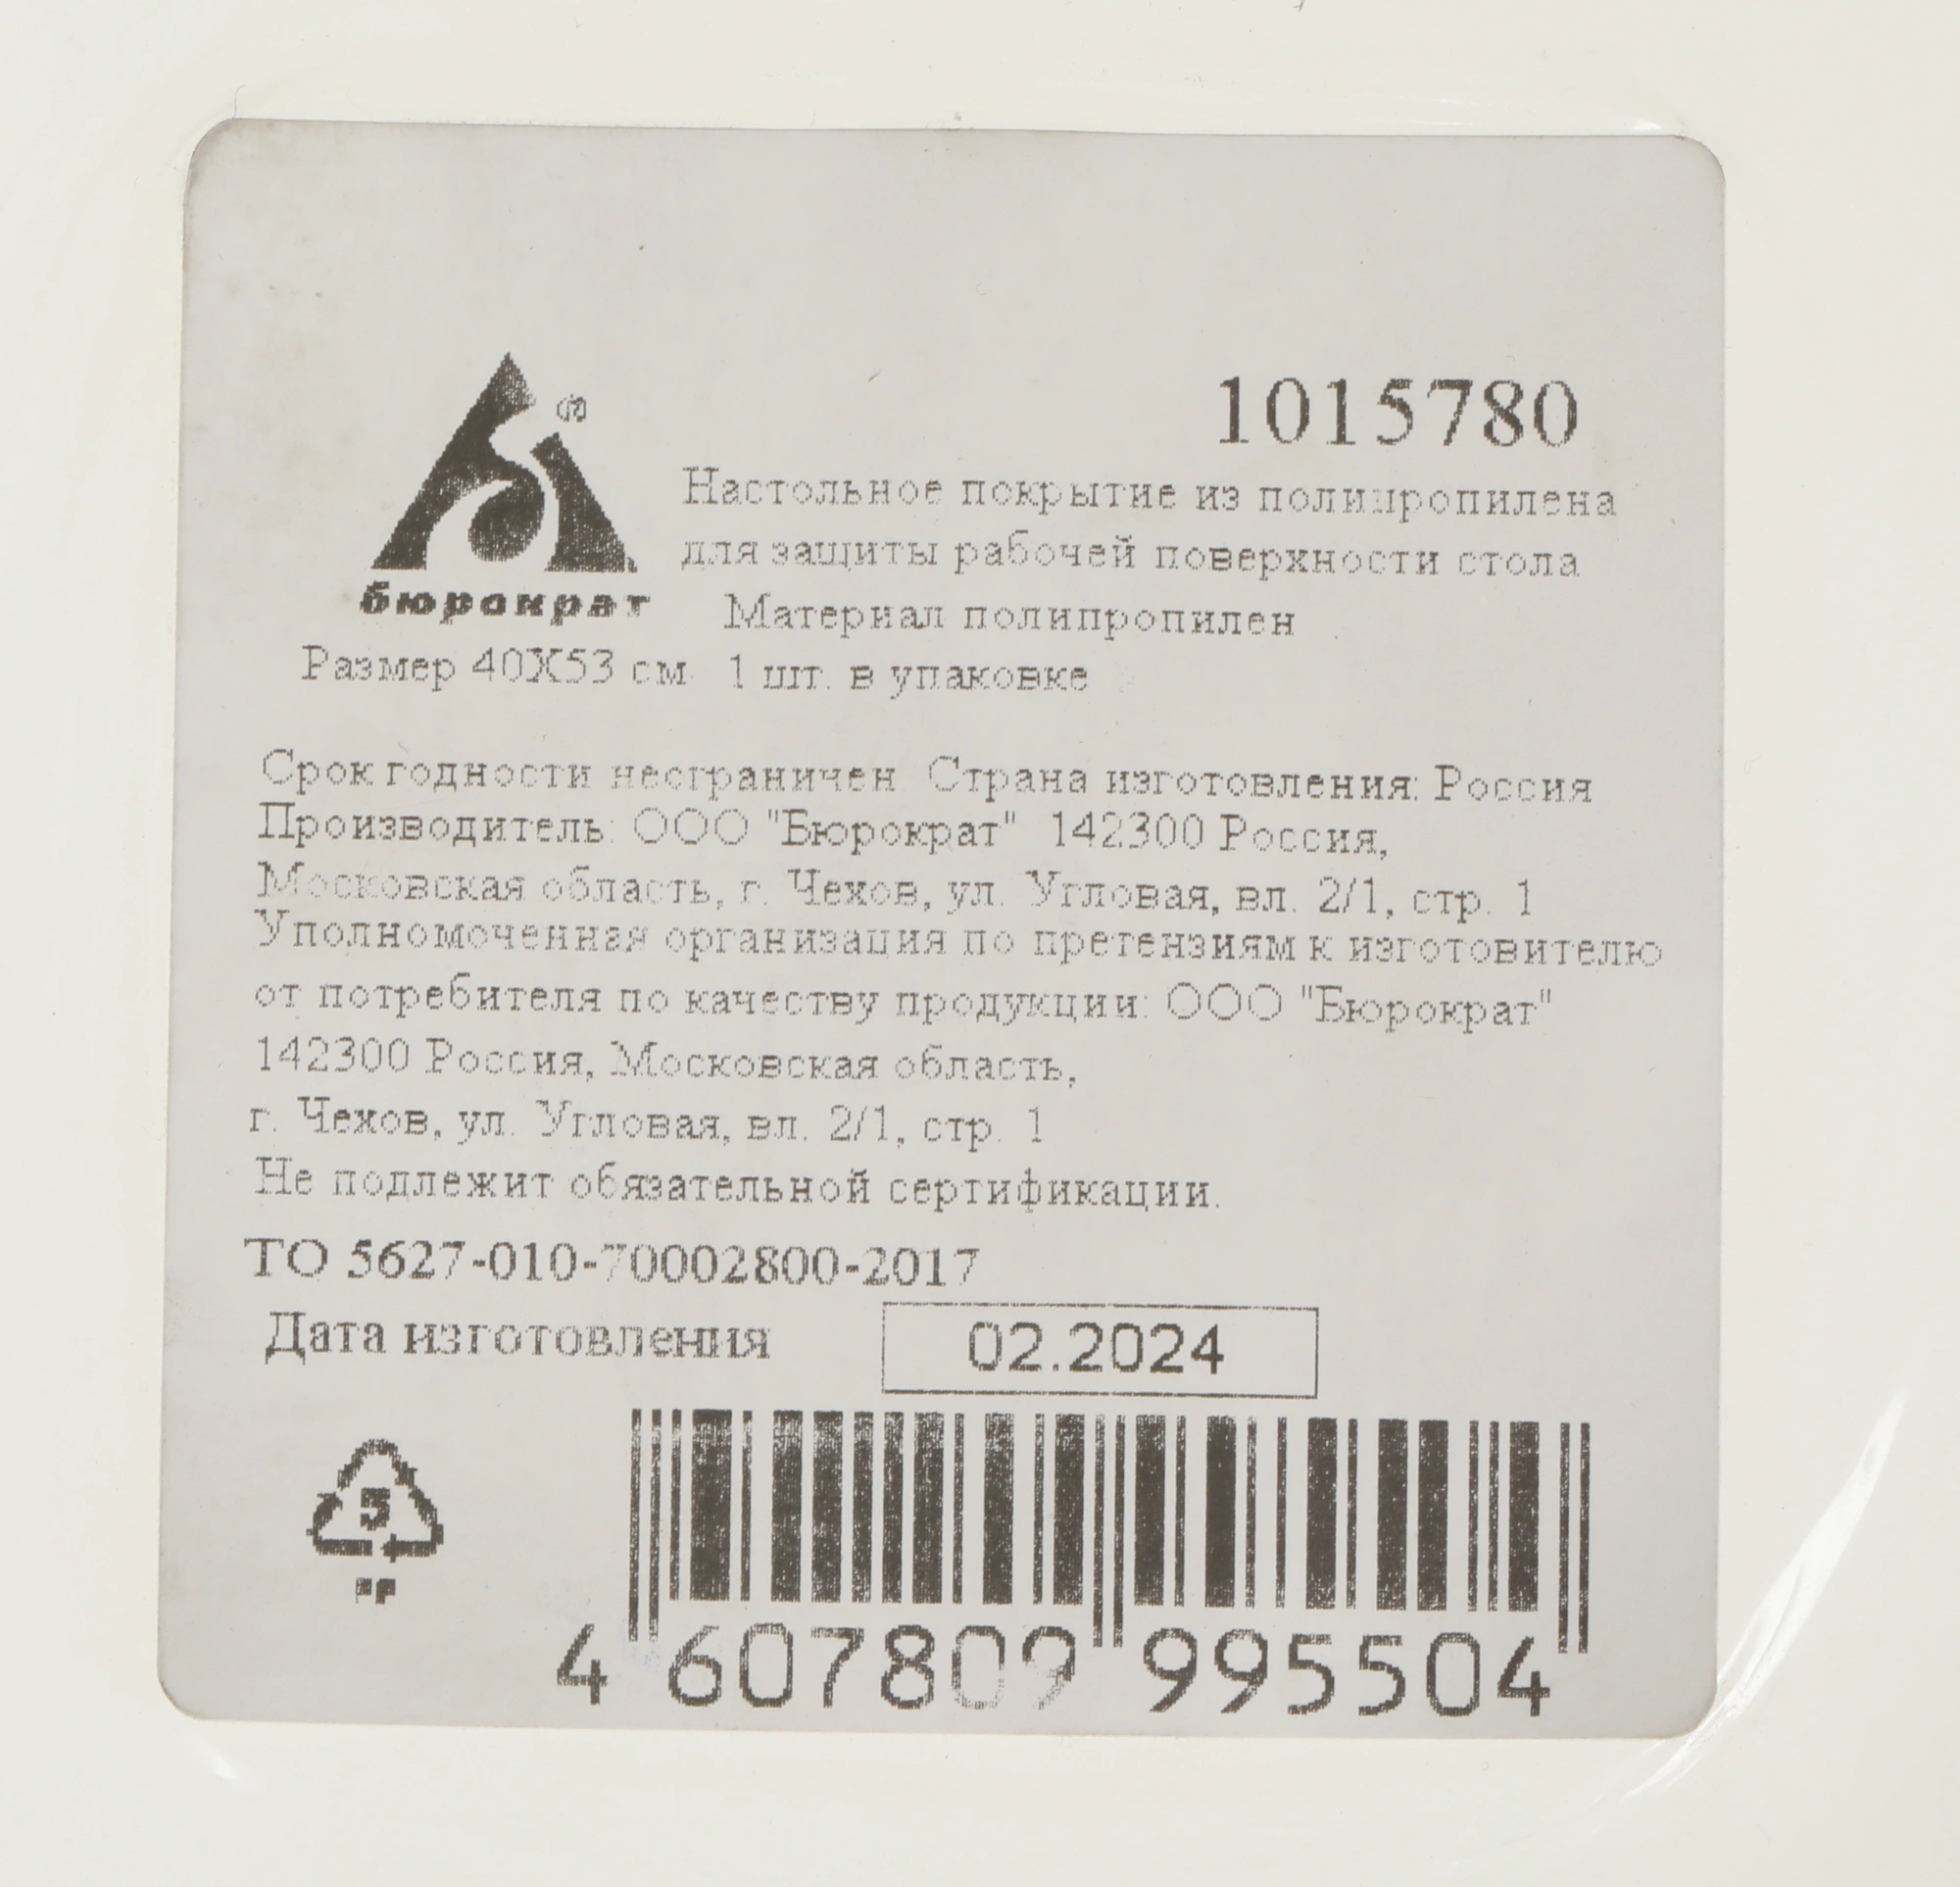 1015780
®
бюрократ
Настольное покрытие из полипропилена
для защиты рабочей поверхности стола
Материал полипропилен
Размер 40X53 см 1 шт. в упаковке
Срок годности неограничен Страна изготовления: Россия
Производитель: ООО "Бюрократ" 142300 Россия,
Московская область, г. Чехов, ул. Угловая, вл. 2/1, стр. 1
Уполномоченная организация по претензиям к изготовителю
от потребителя по качеству продукции: ООО "Бюрократ"
142300 Россия, Московская область,
г. Чехов, ул. Угловая, вл. 2/1, стр. 1
Не подлежит обязательной сертификации.
ТО 5627-010-70002800-2017
Дата изготовления 02.2024
5
PP
4 607809 995504